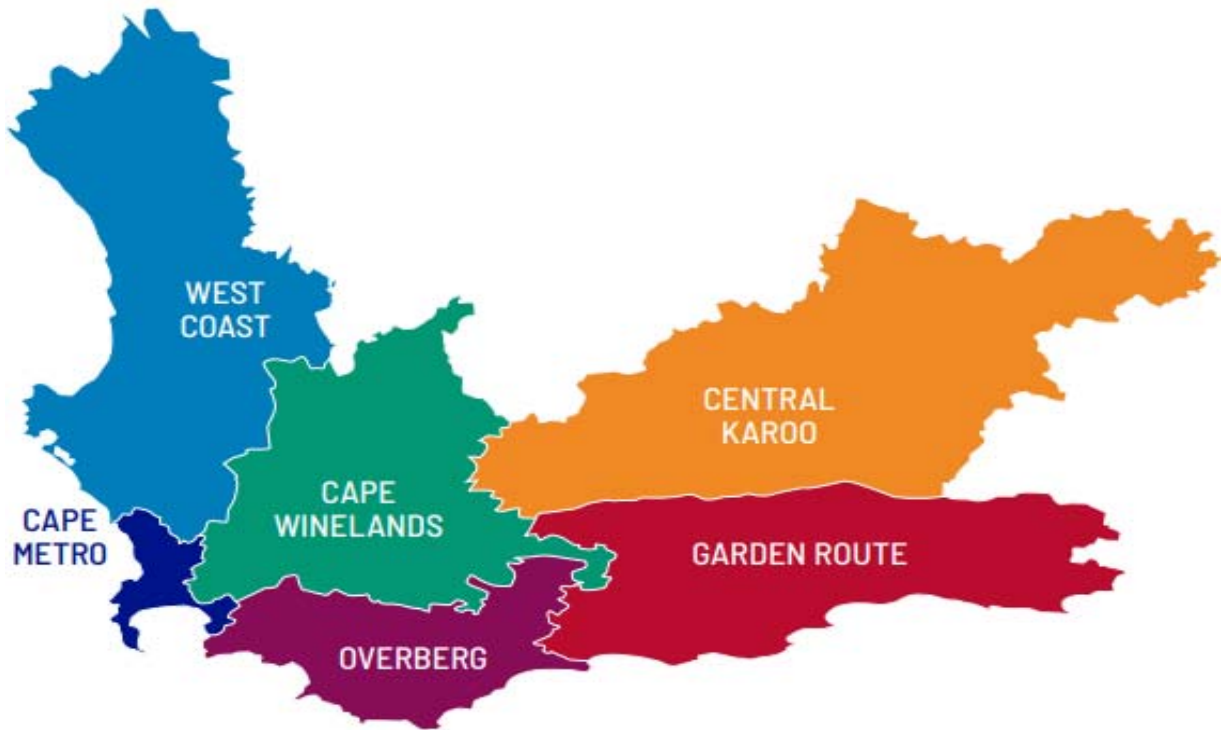 WEST
COAST
CENTRAL
KAROO
CAPE
WINELANDS
CAPE
METRO
GARDEN ROUTE
OVERBERG